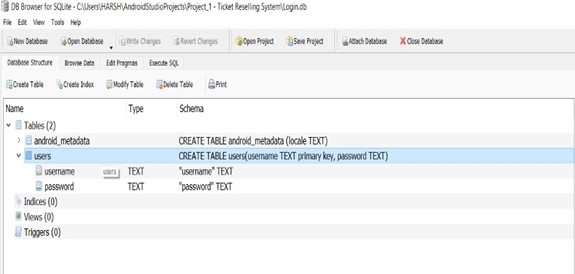 DB Browser for SQLite - C:\Users\HARSH\AndroidStudioProjects\Project_1 - Ticket Reselling System\Login.db
File Edit View Tools Help
New Database Open Database Write Changes Revert Changes Open Project Save Project Attach Database Close Database
Database Structure Browse Data Edit Pragmas Execute SQL
Create Table Create Index Modify Table Delete Table Print
Name Type Schema
Tables (2)
android_metadata CREATE TABLE android_metadata (locale TEXT)
users CREATE TABLE users(username TEXT primary key, password TEXT)
username users TEXT "username" TEXT
password TEXT "password" TEXT
Indices (0)
Views (0)
Triggers (0)